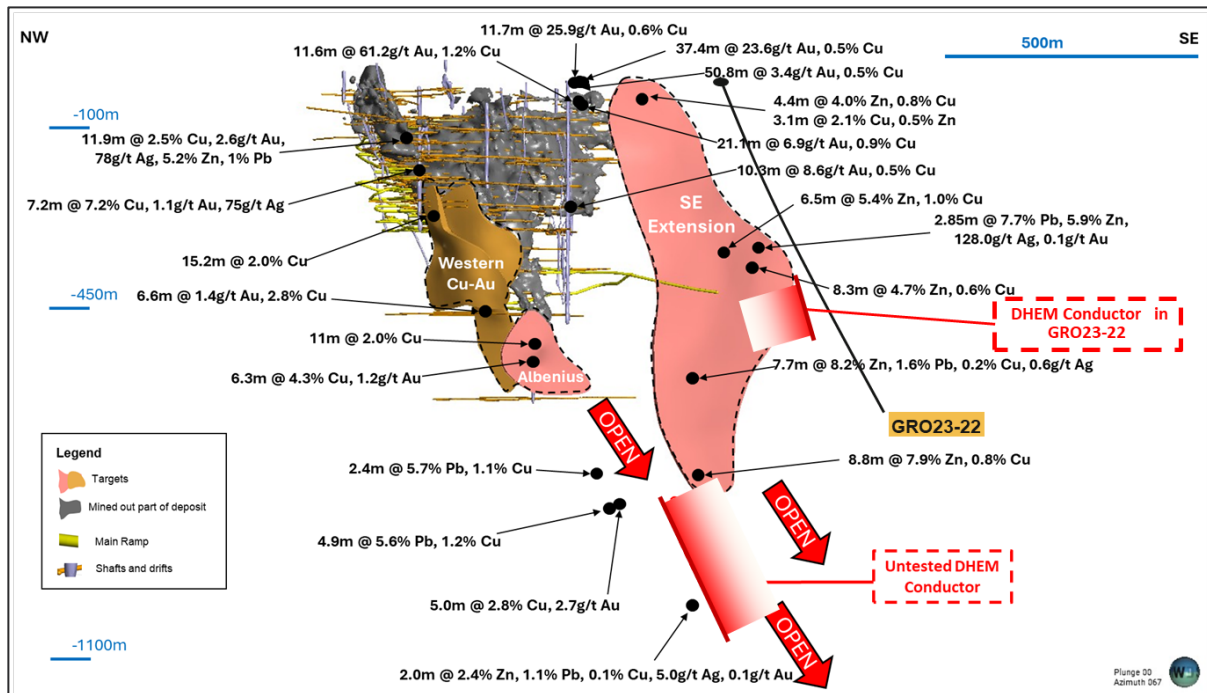 NW
SE
500m
11.7m @ 25.9g/t Au, 0.6% Cu
11.6m @ 61.2g/t Au, 1.2% Cu
37.4m @ 23.6g/t Au, 0.5% Cu
50.8m @ 3.4g/t Au, 0.5% Cu
4.4m @ 4.0% Zn, 0.8% Cu
3.1m @ 2.1% Cu, 0.5% Zn
-100m
11.9m @ 2.5% Cu, 2.6g/t Au,
78g/t Ag, 5.2% Zn, 1% Pb
21.1m @ 6.9g/t Au, 0.9% Cu
10.3m @ 8.6g/t Au, 0.5% Cu
7.2m @ 7.2% Cu, 1.1g/t Au, 75g/t Ag
6.5m @ 5.4% Zn, 1.0% Cu
SE
Extension
2.85m @ 7.7% Pb, 5.9% Zn,
128.0g/t Ag, 0.1g/t Au
15.2m @ 2.0% Cu
Western
Cu-Au
8.3m @ 4.7% Zn, 0.6% Cu
-450m
6.6m @ 1.4g/t Au, 2.8% Cu
DHEM Conductor in
GRO23-22
11m @ 2.0% Cu
6.3m @ 4.3% Cu, 1.2g/t Au
Albenius
7.7m @ 8.2% Zn, 1.6% Pb, 0.2% Cu, 0.6g/t Ag
OPEN
GRO23-22
Legend
Targets
Mined out part of deposit
Main Ramp
Shafts and drifts
2.4m @ 5.7% Pb, 1.1% Cu
8.8m @ 7.9% Zn, 0.8% Cu
4.9m @ 5.6% Pb, 1.2% Cu
OPEN
Untested DHEM
Conductor
5.0m @ 2.8% Cu, 2.7g/t Au
OPEN
-1100m
2.0m @ 2.4% Zn, 1.1% Pb, 0.1% Cu, 5.0g/t Ag, 0.1g/t Au
Plunge 00
Azimuth 067
W